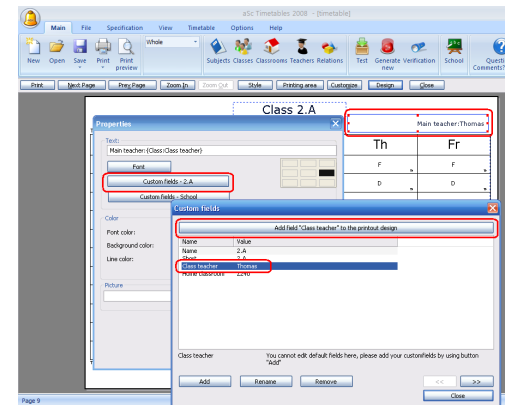 aSc Timetables 2008 - [timetable]
Main File Specification View Timetable Options Help
Whole
New Open Save Print Print preview Subjects Classes Classrooms Teachers Relations Test Generate new Verification School Questi Comments?
Print Next Page Prev Page Zoom In Zoom Out Style Printing area Customize Design Close
Class 2.A
Main teacher:Thomas
Th Fr
F F
D D
Properties
Text:
Main teacher:{Class:Class teacher}
Font
Custom fields - 2.A
Custom fields - School
Color
Font color:
Background color:
Line color:
Picture
Custom fields
Add field "Class teacher" to the printout design
Name Value
Name 2.A
Short 2.A
Class teacher Thomas
Home classroom
Class teacher You cannot edit default fields here, please add your customfields by using button
"Add"
Add Rename Remove << >>
Close
Page 9